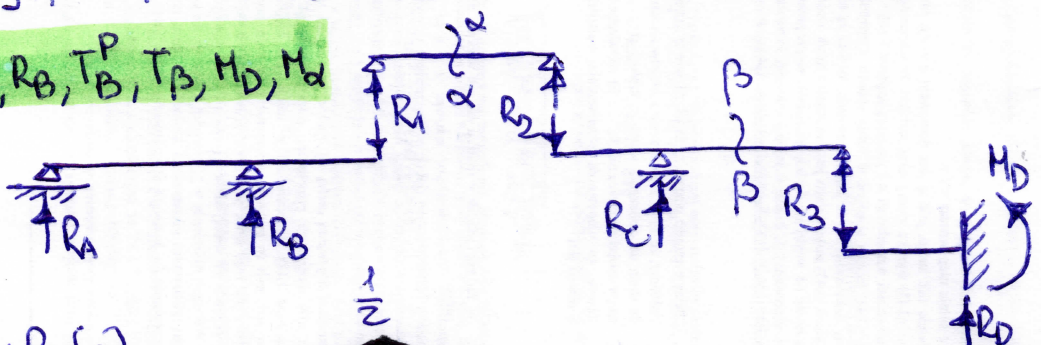 , R_B, T_B^P, T_β, M_D, M_α
α
α
R_1
R_2
β
β
R_3
M_D
R_A
R_B
R_C
R_D
1/2